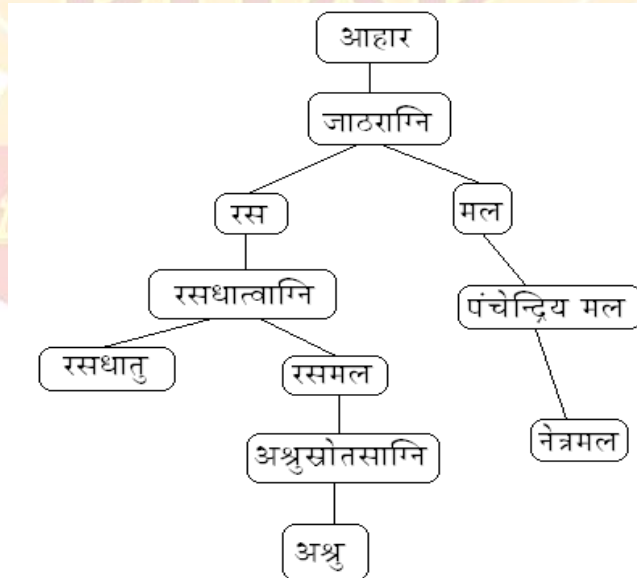 आहार
जाठराग्नि
रस
मल
रसधात्वाग्नि
पंचेन्द्रिय मल
रसधातु
रसमल
नेत्रमल
अश्रुस्रोतसाग्नि
अश्रु